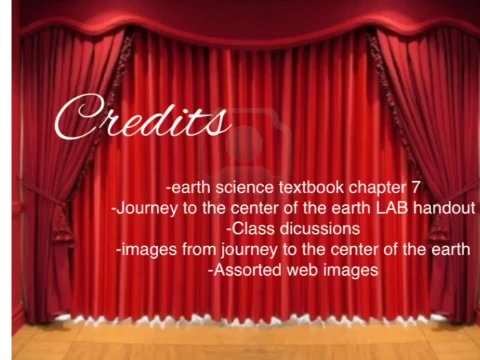 Credits
-earth science textbook chapter 7
-Journey to the center of the earth LAB handout
-Class dicussions
-images from journey to the center of the earth
-Assorted web images